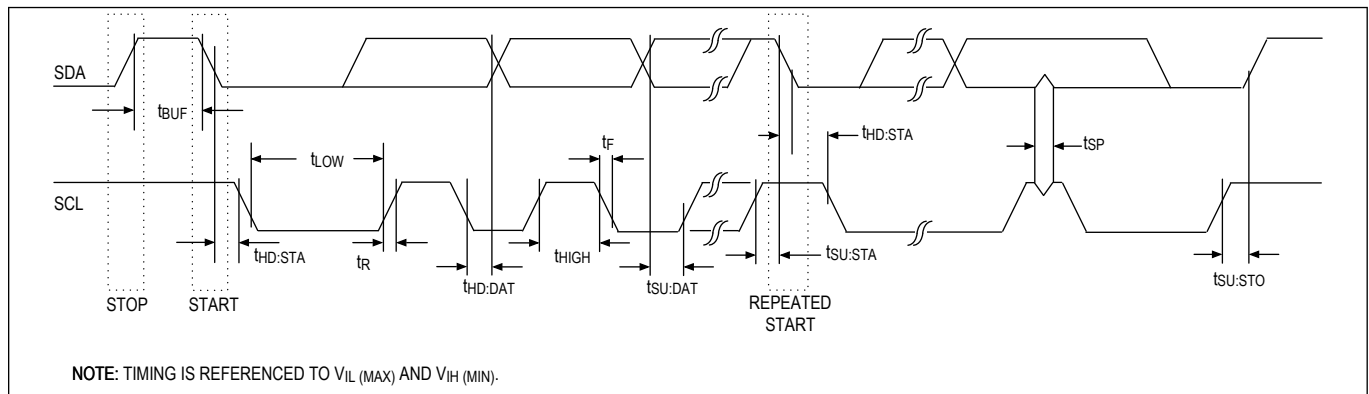 SDA
tBUF
tLOW
tF
tHD:STA
tSP
SCL
tHD:STA
tR
tHD:DAT
tHIGH
tSU:DAT
tSU:STA
tSU:STO
STOP
START
REPEATED
START
NOTE: TIMING IS REFERENCED TO VIL (MAX) AND VIH (MIN).